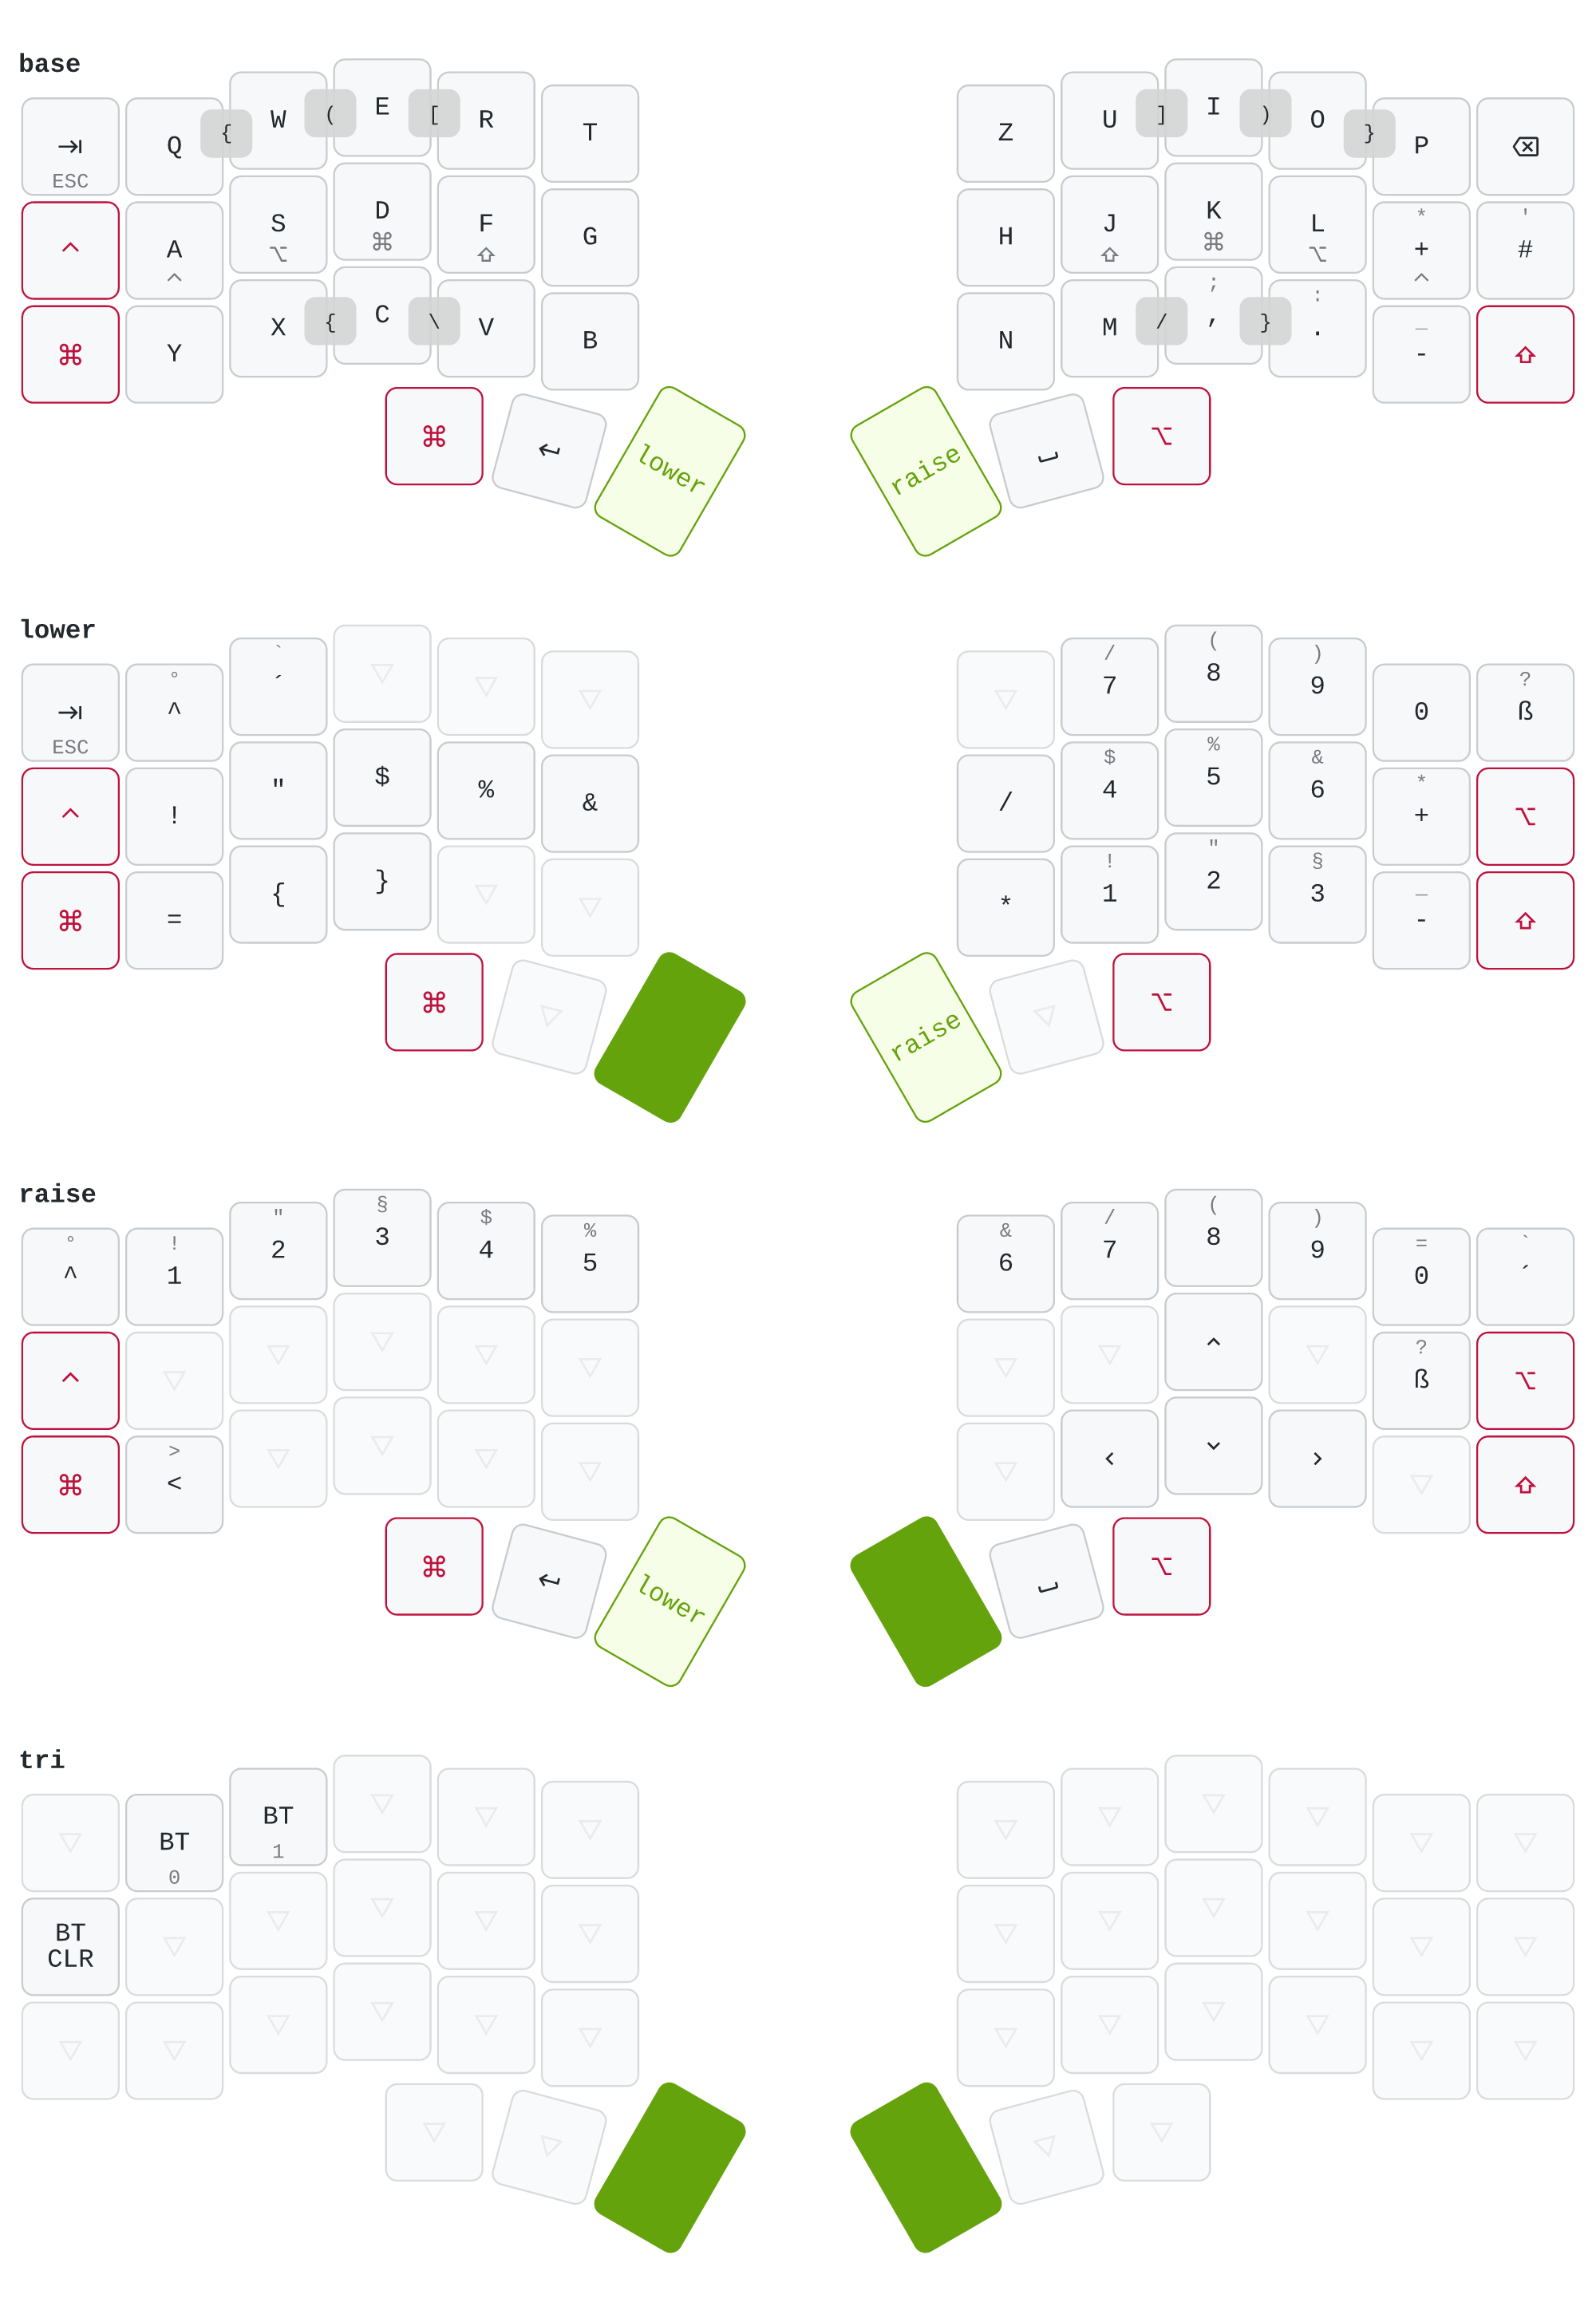 base
⇥ Q { W ( E [ R T Z U ] I ) O } P ⌫
ESC
^ A S D F G H J K L * + ' #
^ ⌥ ⌘ ⇧ ⇧ ⌘ ⌥ ^
⌘ Y X { C \ V B N M / ; , } : . _ - ⇧
⌘ ↩ lower raise ⎵ ⌥
lower
⇥ ° ^ ` ´ / 7 ( 8 ) 9 0 ? ß
ESC
^ ! " $ % & / $ 4 % 5 & 6 * + ⌥
⌘ = { } * ! 1 " 2 § 3 _ - ⇧
⌘ raise ⌥
raise
° ^ ! 1 " 2 § 3 $ 4 % 5 & 6 / 7 ( 8 ) 9 = 0 ` ´
^ ^ ? ß ⌥
⌘ > < ‹ ⌄ › ⇧
⌘ ↩ lower ⎵ ⌥
tri
BT 0 BT 1
BT
CLR